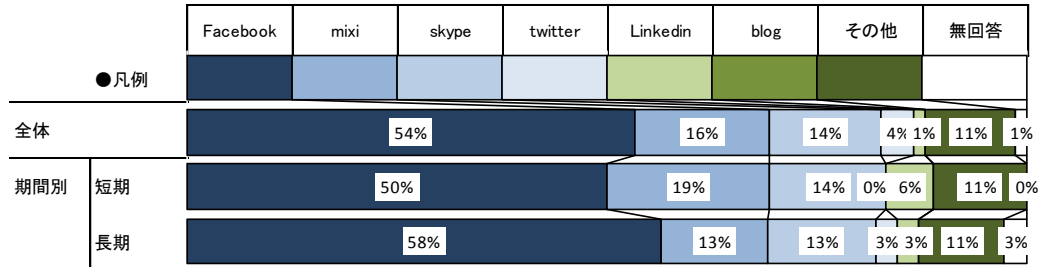 Facebook mixi skype twitter Linkedin blog その他 無回答
●凡例
全体 54% 16% 14% 4% 1% 11% 1%
期間別 短期 50% 19% 14% 0% 6% 11% 0%
長期 58% 13% 13% 3% 3% 11% 3%